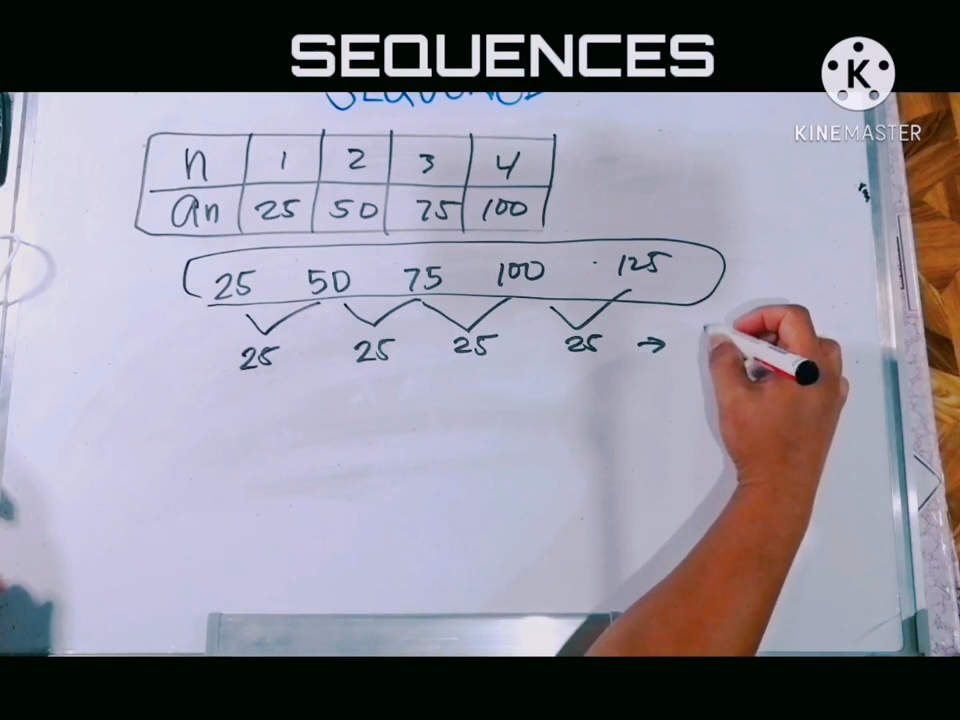 SEQUENCES
K
KINEMASTER
SEQUENCES
n 1 2 3 4
an 25 50 75 100
25 50 75 100 125
25 25 25 25 →